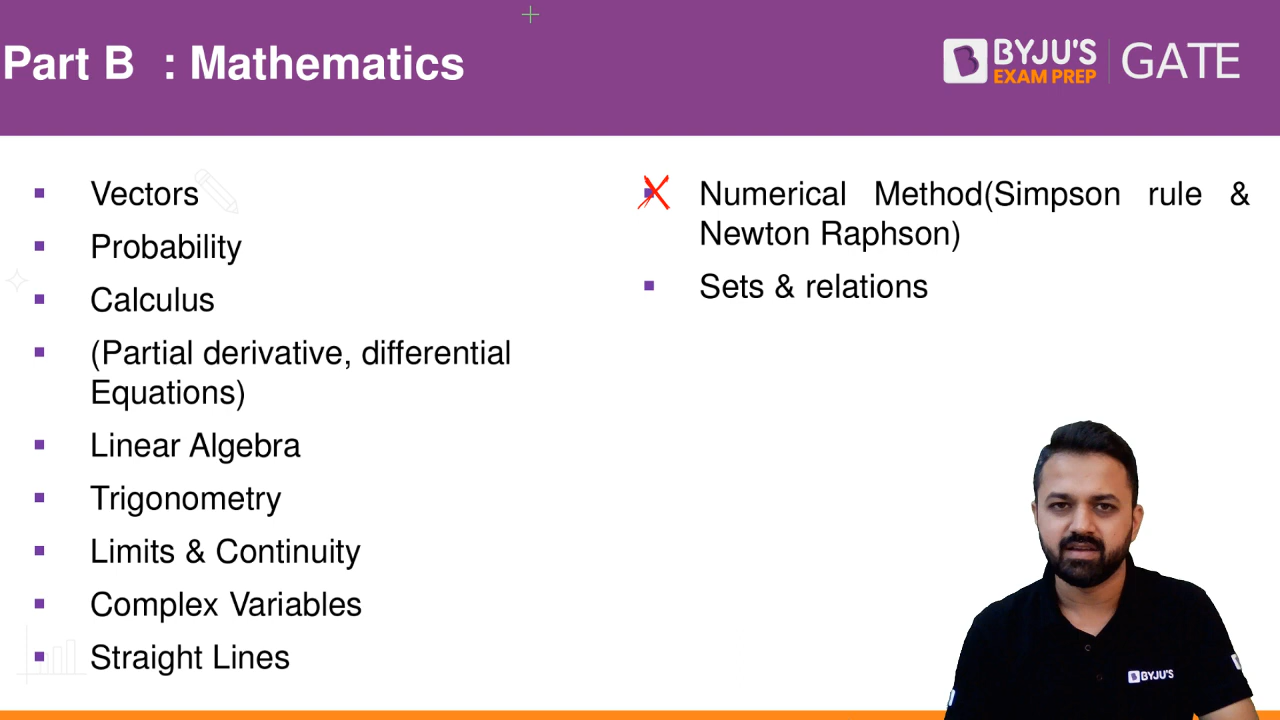 Part B : Mathematics
BYJU'S
EXAM PREP
GATE
Vectors
Probability
Calculus
(Partial derivative, differential
Equations)
Linear Algebra
Trigonometry
Limits & Continuity
Complex Variables
Straight Lines
Numerical Method(Simpson rule &
Newton Raphson)
Sets & relations
BYJU'S